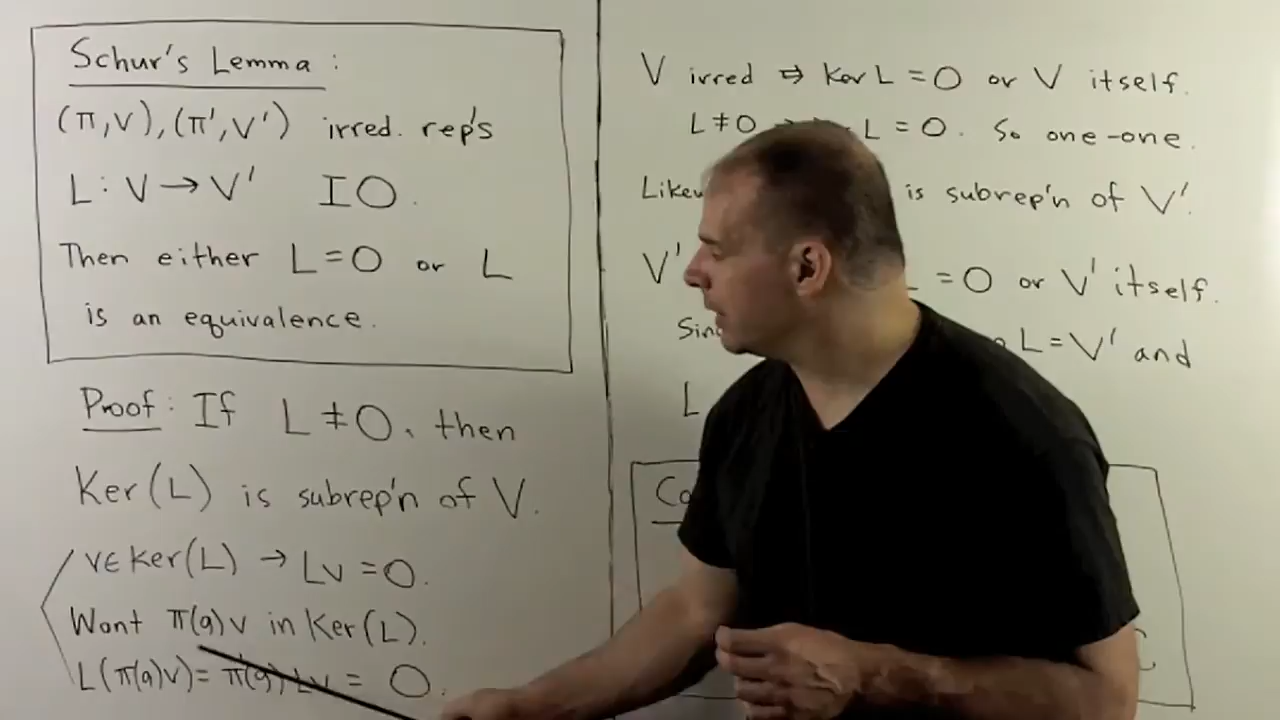 Schur's Lemma :
(π,V), (π',V') irred. rep's
L: V → V' IO.
Then either L=0 or L
is an equivalence.
Proof: If L≠0, then
Ker(L) is subrep'n of V.
v∈Ker(L) → Lv =0.
Want π(g)v in Ker(L).
L(π(g)v)= π'(g) Lv = 0.
V irred ⇒ Ker L =0 or V itself.
L≠0 L = 0. So one-one.
is subrep'n of V'.
V' =0 or V' itself.
L=V' and
L